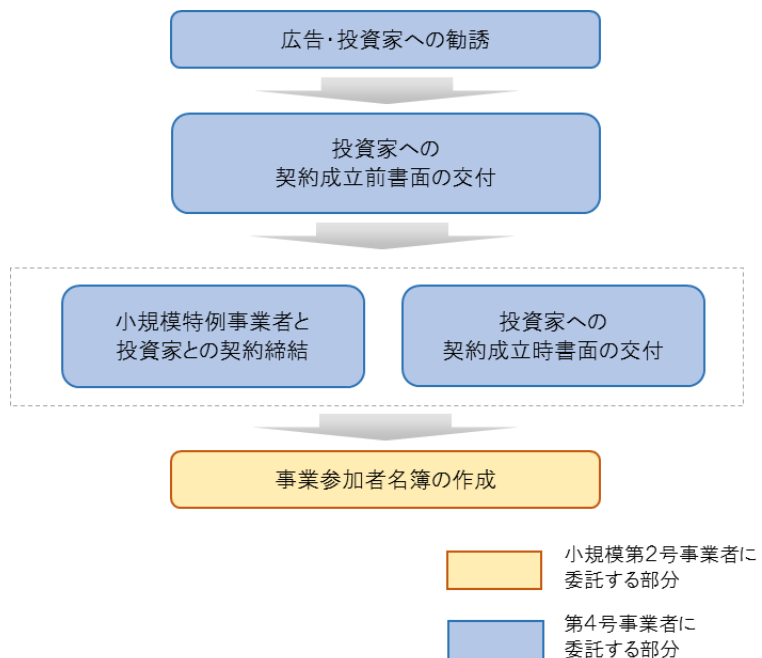 広告・投資家への勧誘
投資家への
契約成立前書面の交付
小規模特例事業者と
投資家との契約締結
投資家への
契約成立時書面の交付
事業参加者名簿の作成
小規模第2号事業者に
委託する部分
第4号事業者に
委託する部分